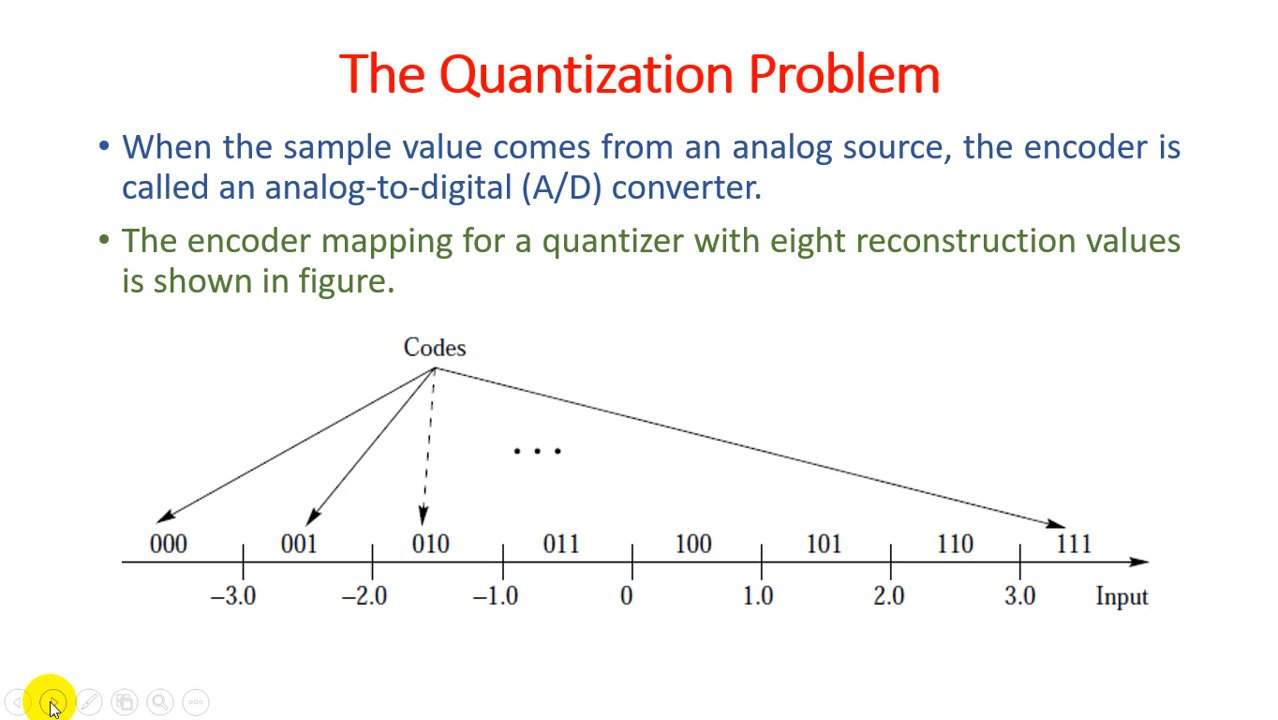 The Quantization Problem
• When the sample value comes from an analog source, the encoder is
called an analog-to-digital (A/D) converter.
• The encoder mapping for a quantizer with eight reconstruction values
is shown in figure.
Codes
• • •
000 001 010 011 100 101 110 111
–3.0 –2.0 –1.0 0 1.0 2.0 3.0 Input